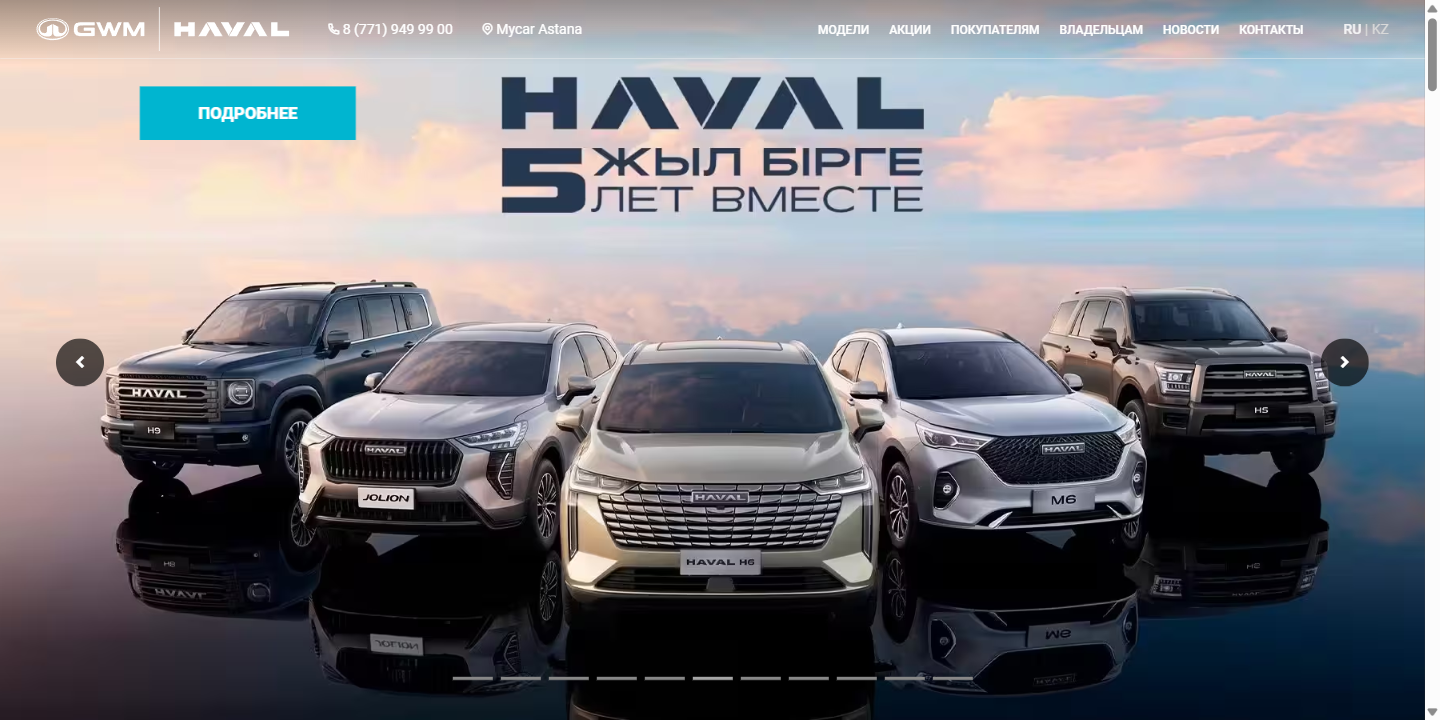 GWM HAVAL 8 (771) 949 99 00 Mycar Astana МОДЕЛИ АКЦИИ ПОКУПАТЕЛЯМ ВЛАДЕЛЬЦАМ НОВОСТИ КОНТАКТЫ RU | KZ
ПОДРОБНЕЕ
HAVAL
5 ЖЫЛ БІРГЕ
ЛЕТ ВМЕСТЕ
HAVAL
H9
HAVAL
JOLION
HAVAL
HAVAL H6
HAVAL
M6
HAVAL
H5